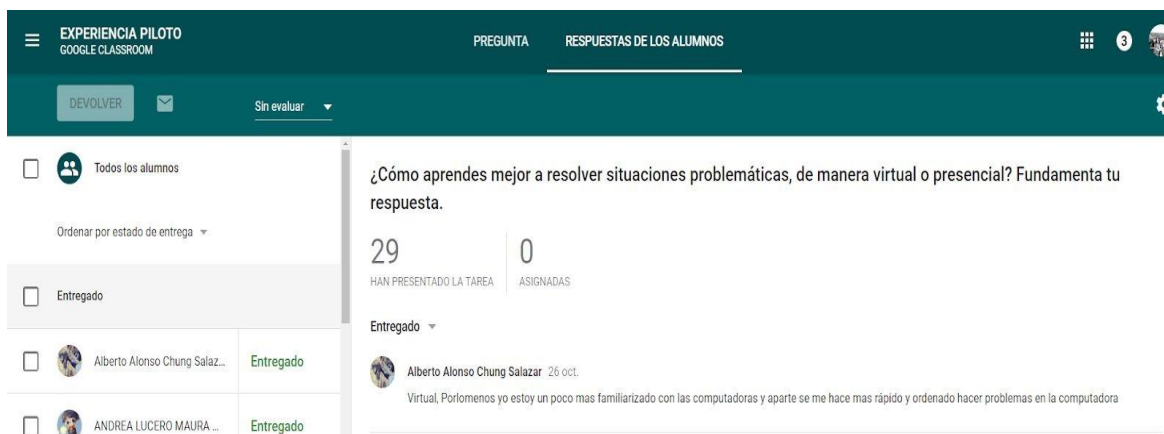 EXPERIENCIA PILOTO
GOOGLE CLASSROOM
PREGUNTA
RESPUESTAS DE LOS ALUMNOS
3
DEVOLVER
Sin evaluar
Todos los alumnos
Ordenar por estado de entrega
Entregado
Alberto Alonso Chung Salaz...
Entregado
ANDREA LUCERO MAURA ...
Entregado
¿Cómo aprendes mejor a resolver situaciones problemáticas, de manera virtual o presencial? Fundamenta tu
respuesta.
29
HAN PRESENTADO LA TAREA
0
ASIGNADAS
Entregado
Alberto Alonso Chung Salazar 26 oct.
Virtual, Porlomenos yo estoy un poco mas familiarizado con las computadoras y aparte se me hace mas rápido y ordenado hacer problemas en la computadora